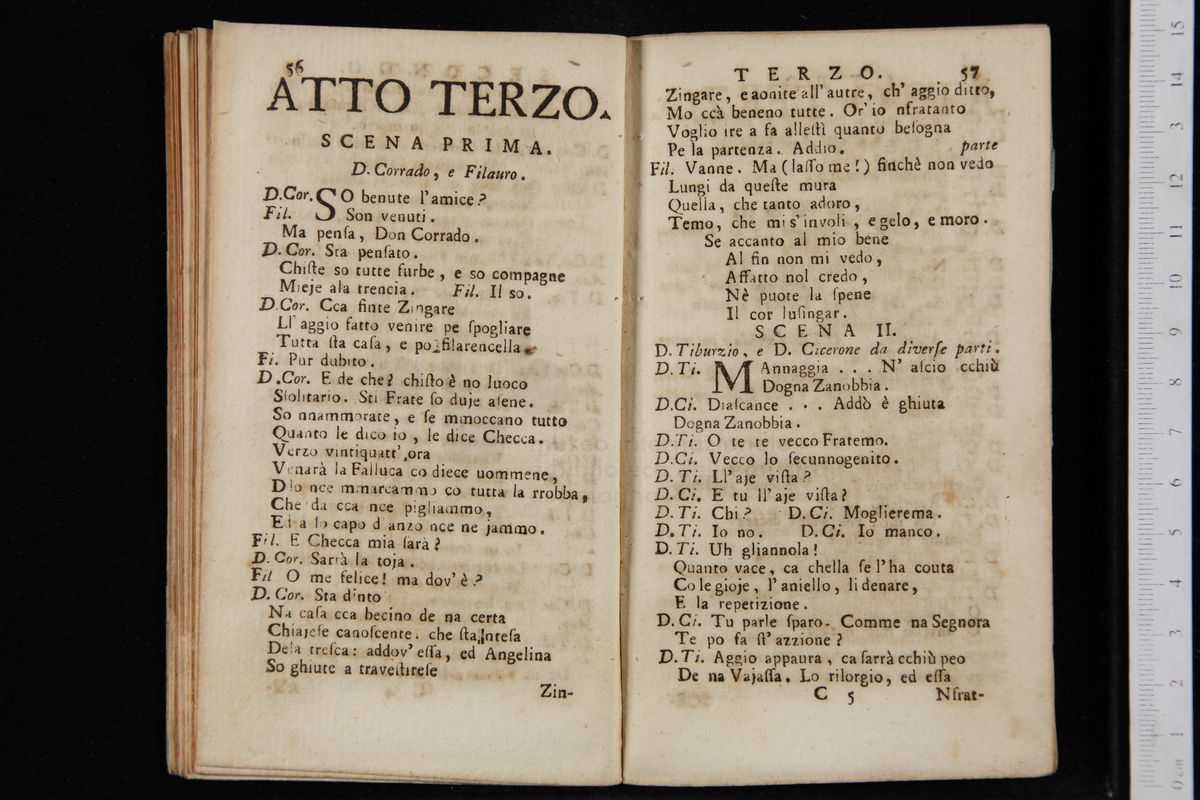 56
ATTO TERZO.
SCENA PRIMA.
D. Corrado, e Filauro.
D.Cor. SO benute l'amice?
Fil. Son venuti.
Ma penſa, Don Corrado.
D. Cor. Sta penſato.
Chiſte so tutte furbe, e so compagne
Mieje ala trencia. Fil. Il so.
D.Cor. Cca finte Zingare
Ll' aggio fatto venire pe ſpogliare
Tutta ſta caſa, e po sfilarencella
Fi. Pur dubito.
D.Cor. E de che? chiſto è no luoco
Siolitario. Sti Frate ſo duje aſene.
So nnammorate, e ſe mmoccano tutto
Quanto le dico io, le dice Checca.
Verzo vintiquatt' ora
Venarà la Falluca co diece uommene,
Dio nce mmarcammo co tutta la rrobba,
Che da cca nce pigliammo,
Ed a lo capo d'anzo nce ne jammo.
Fil. E Checca mia ſarà?
D. Cor. Sarrà la toja.
Fil O me felice! ma dov' è?
D. Cor. Sta dinto
Na caſa cca becino de na certa
Chiajeſe canoſcente. che ſta ntefa
Dela treſca: addov' eſſa, ed Angelina
So ghiute a traveſtireſe
Zin-
TERZO. 57
Zingare, e aonite all' autre, ch' aggio ditto,
Mo ccà beneno tutte. Or' io nfratanto
Voglio ire a fa alleſtì quanto beſogna
Pe la partenza. Addio. parte
Fil. Vanne. Ma (laſſo me!) finchè non vedo
Lungi da queſte mura
Quella, che tanto adoro,
Temo, che mi s' involi, e gelo, e moro.
Se accanto al mio bene
Al fin non mi vedo,
Affatto nol credo,
Nè puote la ſpene
Il cor luſingar.
SCENA II.
D. Tiburzio, e D. Cicerone da diverſe parti.
D. Ti. MAnnaggia . . . N' aſcio cchiù
Dogna Zanobbia.
D.Ci. Diaſcance . . . Addò è ghiuta
Dogna Zanobbia.
D.Ti. O te te vecco Fratemo.
D.Ci. Vecco lo ſecunnogenito.
D. Ti. Ll' aje viſta?
D. Ci. E tu ll' aje viſta?
D. Ti. Chi? D.Ci. Moglierema.
D. Ti. Io no. D.Ci. Io manco.
D. Ti. Uh gliannola!
Quanto vace, ca chella ſe l' ha couta
Co le gioje, l' aniello, li denare,
E la repetizione.
D. Ci. Tu parle ſparo. Comme na Segnora
Te po fa ſt' azzione?
D. Ti. Aggio appaura, ca ſarrà cchiù peo
De na Vajaſſa. Lo rilorgio, ed eſſa
C 5 Nfrat-